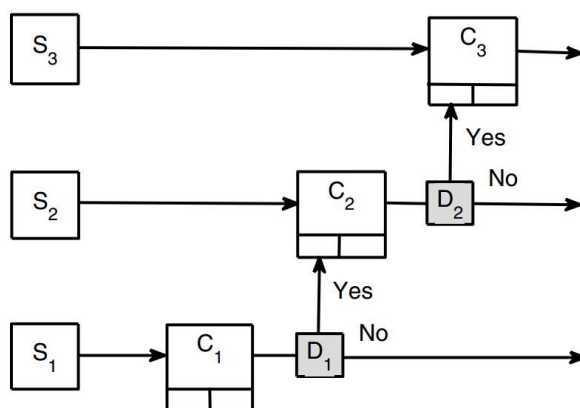 S₃
C₃
Yes
S₂
C₂
D₂
No
Yes
S₁
C₁
D₁
No